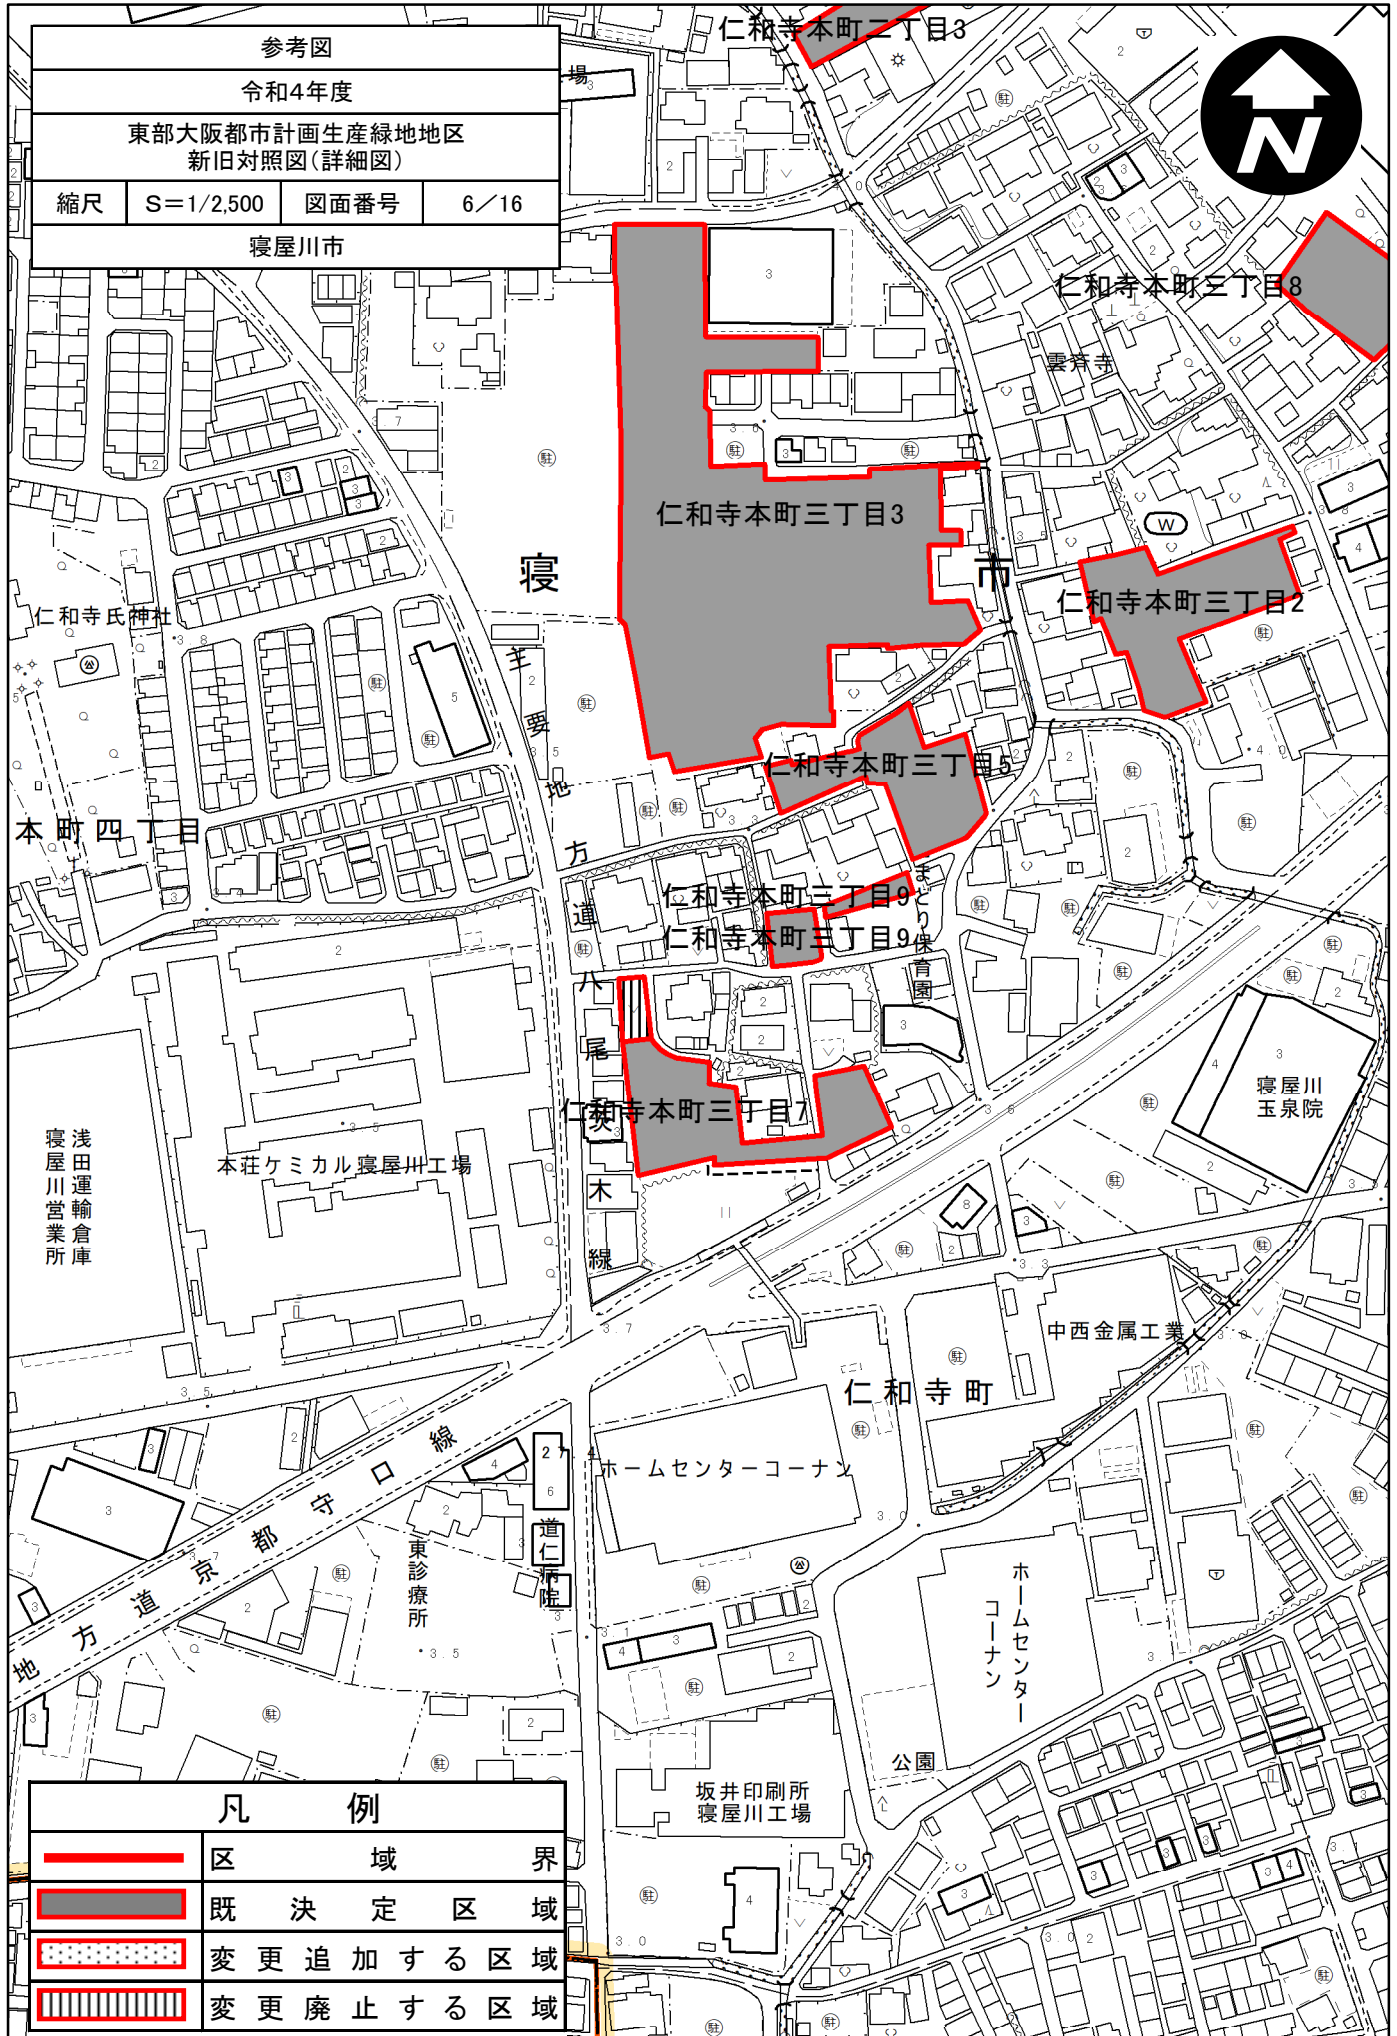 参考図
令和4年度
東部大阪都市計画生産緑地地区
新旧対照図(詳細図)
縮尺 S=1/2,500 図面番号 6/16
寝屋川市
N
仁和寺本町二丁目3
場
仁和寺本町三丁目8
雲斉寺
仁和寺本町三丁目3
寝
市
W
仁和寺本町三丁目2
仁和寺氏神社
仁和寺本町三丁目5
本町四丁目
仁和寺本町三丁目9
仁和寺本町三丁目9
まどり保育園
主要地方道八尾茨木線
仁和寺本町三丁目7
寝屋川
玉泉院
浅田運輸倉庫
寝屋川営業所
本荘ケミカル寝屋川工場
中西金属工業
仁和寺町
ホームセンターコーナン
地方道京都守口線
東診療所
道仁病院
ホームセンター
コーナン
公園
坂井印刷所
寝屋川工場
凡例
区域界
既決定区域
変更追加する区域
変更廃止する区域